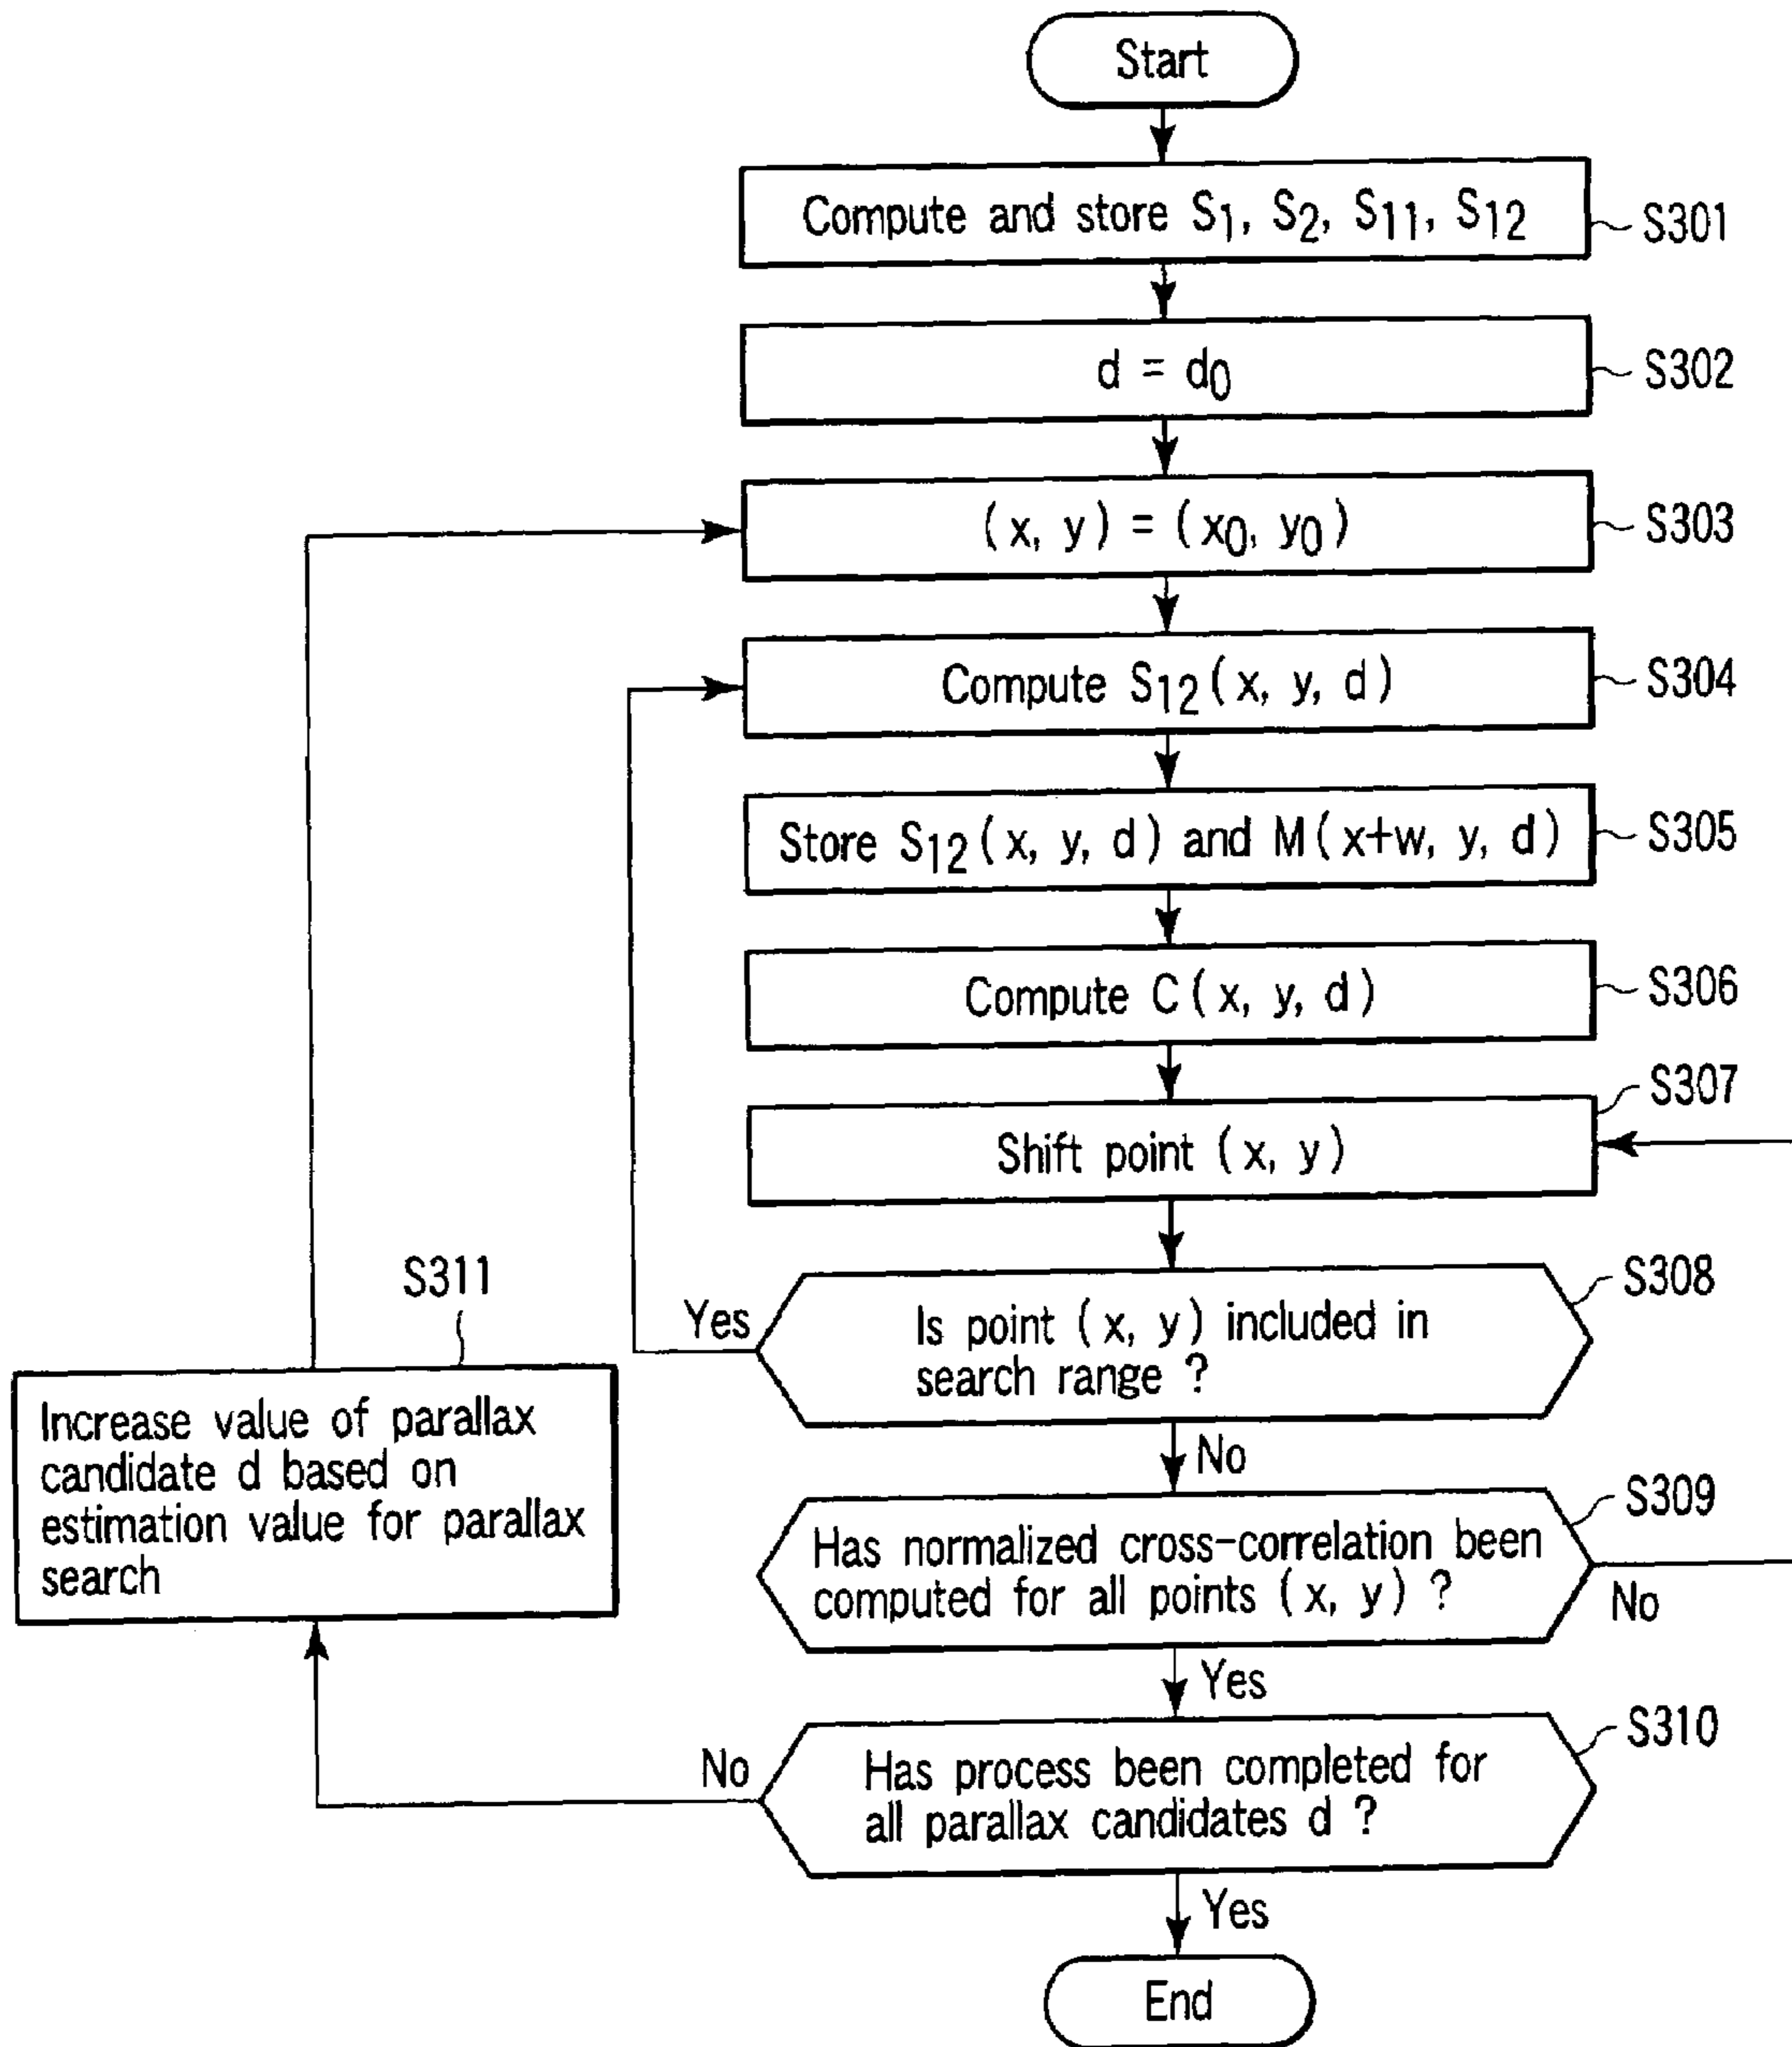 Start
Compute and store S1, S2, S11, S12
S301
d = d0
S302
(x, y) = (x0, y0)
S303
Compute S12(x, y, d)
S304
Store S12(x, y, d) and M(x+w, y, d)
S305
Compute C(x, y, d)
S306
S307
Shift point (x, y)
S308
Yes
Is point (x, y) included in
search range ?
No
S311
Increase value of parallax
candidate d based on
estimation value for parallax
search
S309
Has normalized cross-correlation been
computed for all points (x, y) ?
No
Yes
S310
No
Has process been completed for
all parallax candidates d ?
Yes
End